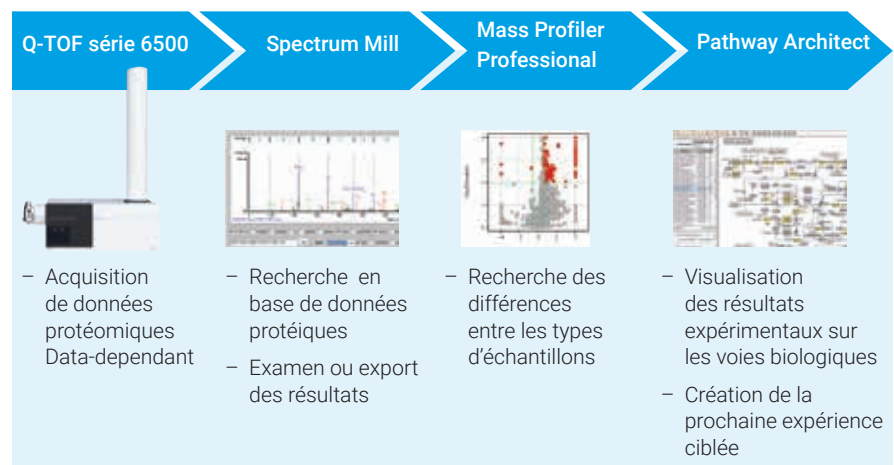 Q-TOF série 6500
Spectrum Mill
Mass Profiler
Professional
Pathway Architect
– Acquisition
de données
protéomiques
Data-dependant
– Recherche en
base de données
protéiques
– Examen ou export
des résultats
– Recherche des
différences
entre les types
d'échantillons
– Visualisation
des résultats
expérimentaux sur
les voies biologiques
– Création de la
prochaine expérience
ciblée